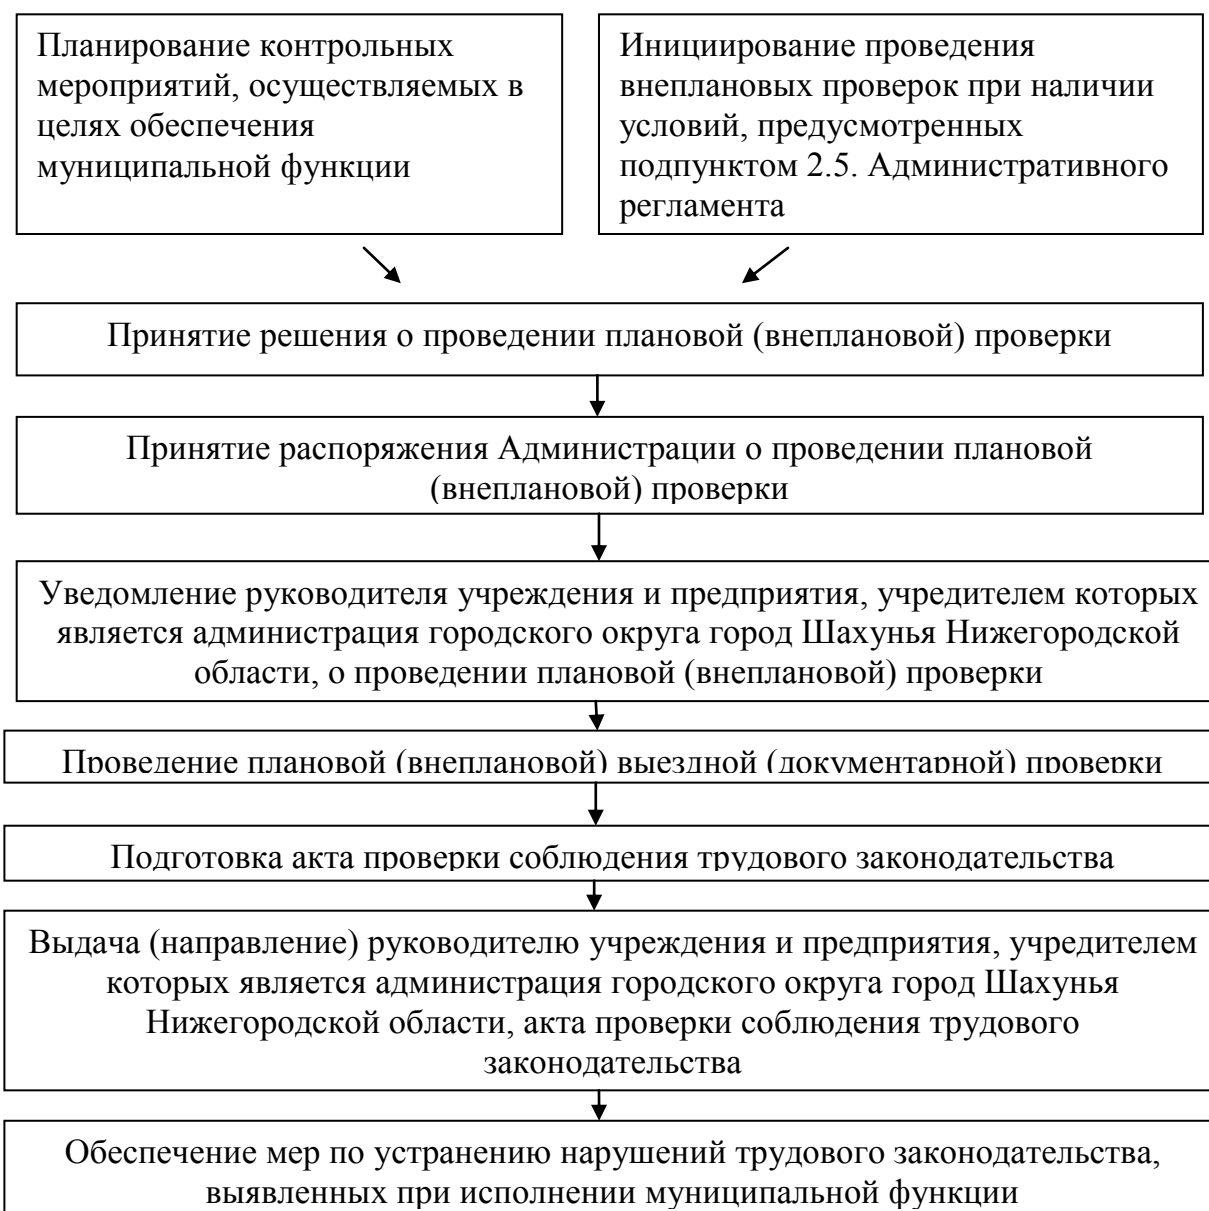 Планирование контрольных
мероприятий, осуществляемых в
целях обеспечения
муниципальной функции
Инициирование проведения
внеплановых проверок при наличии
условий, предусмотренных
подпунктом 2.5. Административного
регламента
Принятие решения о проведении плановой (внеплановой) проверки
Принятие распоряжения Администрации о проведении плановой
(внеплановой) проверки
Уведомление руководителя учреждения и предприятия, учредителем которых
является администрация городского округа город Шахунья Нижегородской
области, о проведении плановой (внеплановой) проверки
Проведение плановой (внеплановой) выездной (документарной) проверки
Подготовка акта проверки соблюдения трудового законодательства
Выдача (направление) руководителю учреждения и предприятия, учредителем
которых является администрация городского округа город Шахунья
Нижегородской области, акта проверки соблюдения трудового
законодательства
Обеспечение мер по устранению нарушений трудового законодательства,
выявленных при исполнении муниципальной функции